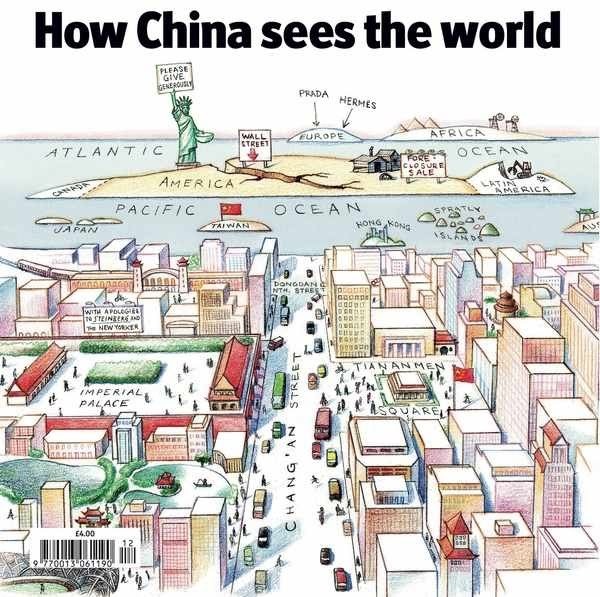 How China sees the world
PLEASE
GIVE
GENEROUSLY
PRADA
HERMES
WALL
STREET
EUROPE
AFRICA
ATLANTIC
OCEAN
FORE-
CLOSURE
SALE
CANADA
AMERICA
LATIN
AMERICA
PACIFIC OCEAN
JAPAN
TAIWAN
HONG KONG
SPRATLY
ISLANDS
AUS
DONGDAN
NTH. STREET
WITH APOLOGIES
TO STEINBERG AND
THE NEW YORKER
IMPERIAL
PALACE
TIANANMEN
SQUARE
CHANG'AN STREET
£4.00
12
9 770013 061190